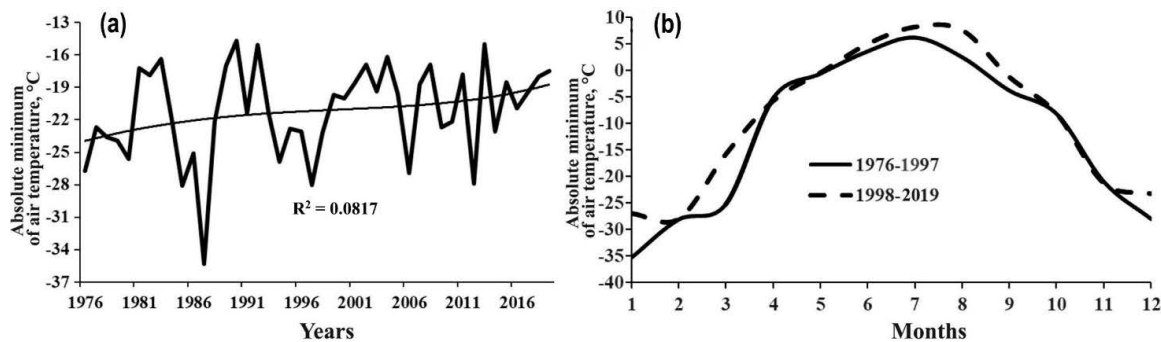 (a)
Absolute minimum
of air temperature, °C
-13
-16
-19
-22
-25
-28
-31
-34
-37
R² = 0.0817
1976 1981 1986 1991 1996 2001 2006 2011 2016
Years
(b)
Absolute minimum
of air temperature, °C
10
5
0
-5
-10
-15
-20
-25
-30
-35
-40
1976-1997
1998-2019
1 2 3 4 5 6 7 8 9 10 11 12
Months